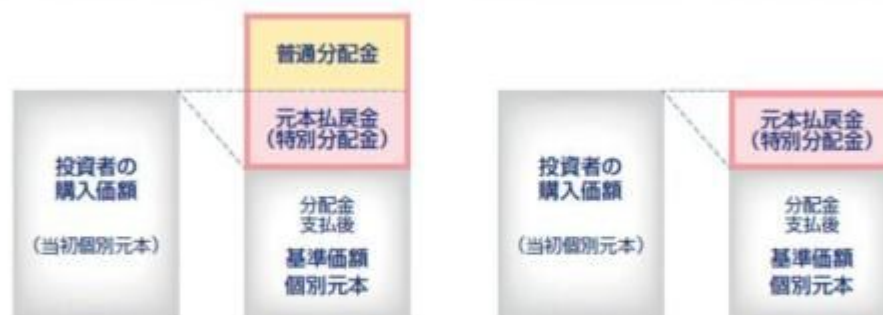 普通分配金
元本払戻金
(特別分配金)
投資者の
購入価額
(当初個別元本)
分配金
支払後
基準価額
個別元本
元本払戻金
(特別分配金)
投資者の
購入価額
(当初個別元本)
分配金
支払後
基準価額
個別元本